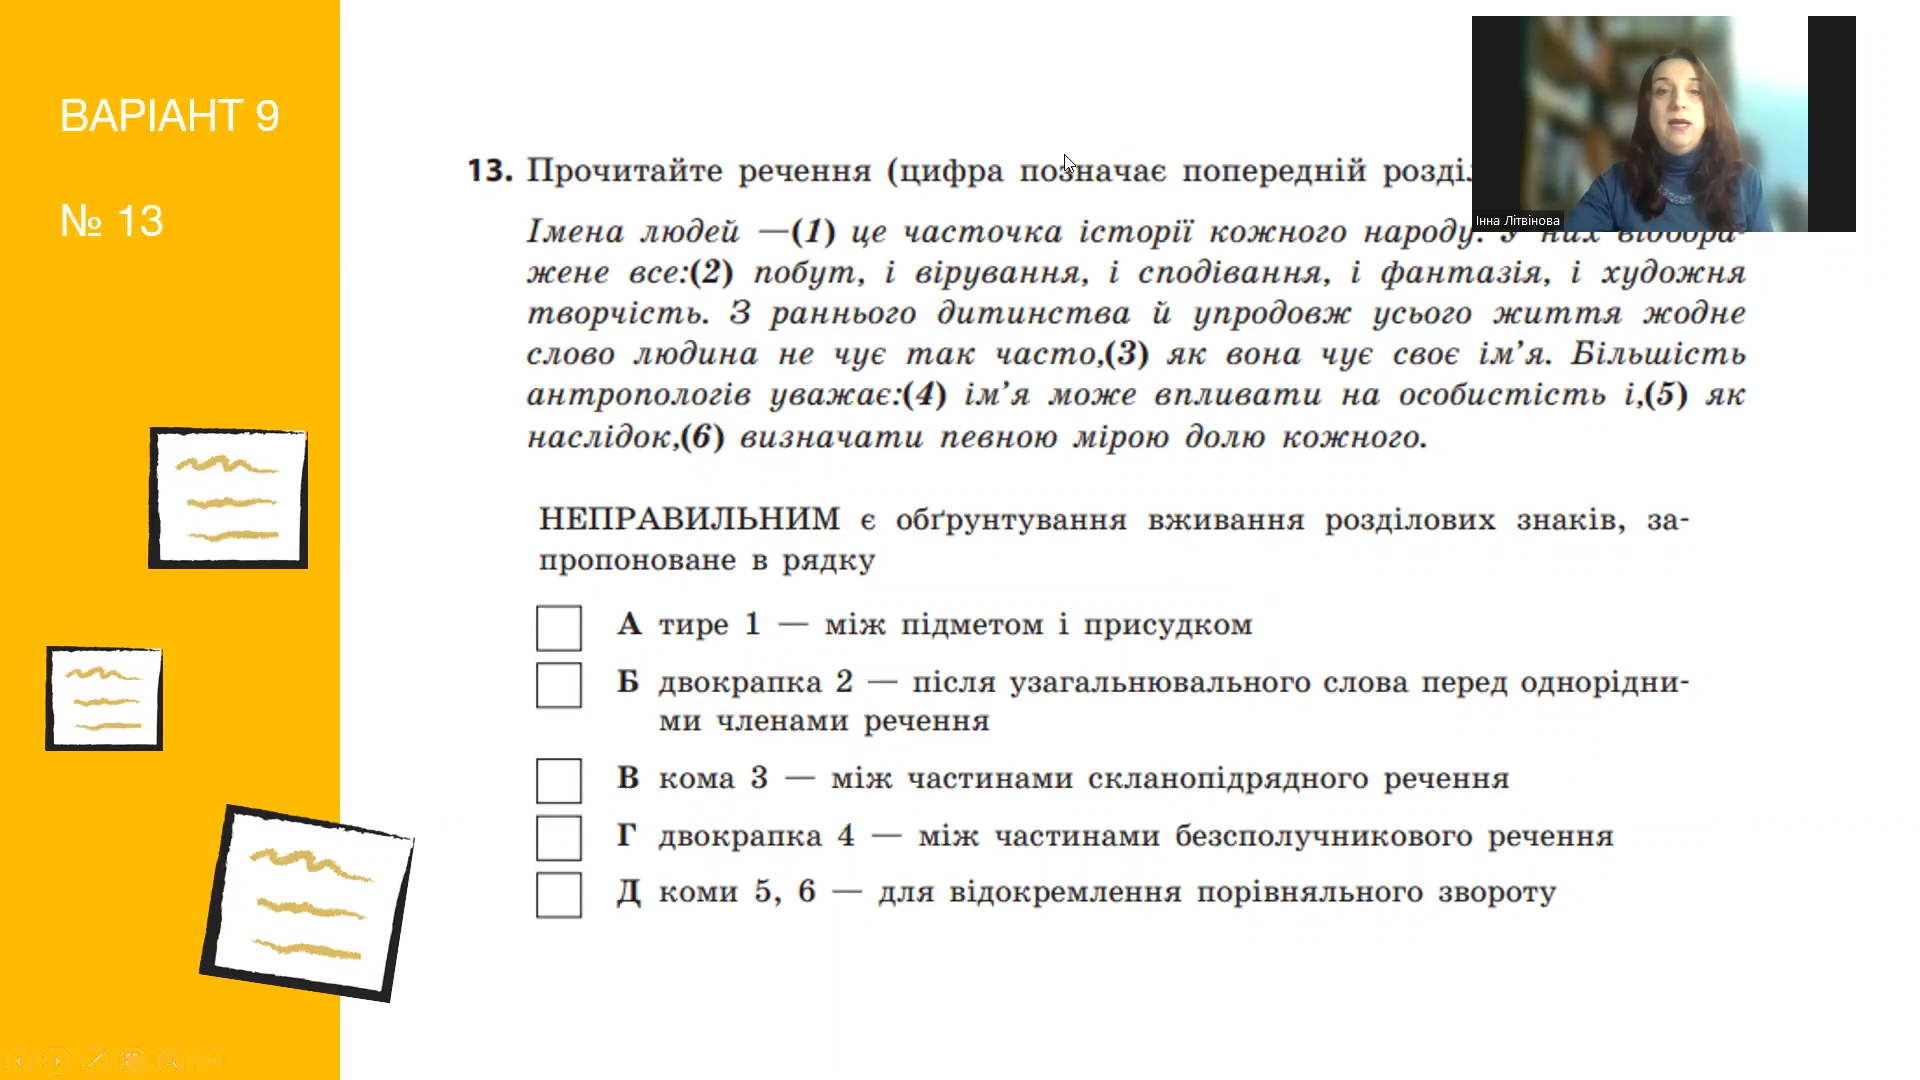 ВАРІАНТ 9
№ 13
Інна Літвінова
13. Прочитайте речення (цифра позначає попередній
Імена людей —(1) це часточка історії кожного народу. У них відобра-
жене все:(2) побут, і вірування, і сподівання, і фантазія, і художня
творчість. З раннього дитинства й упродовж усього життя жодне
слово людина не чує так часто,(3) як вона чує своє ім’я. Більшість
антропологів уважає:(4) ім’я може впливати на особистість і,(5) як
наслідок,(6) визначати певною мірою долю кожного.
НЕПРАВИЛЬНИМ є обґрунтування вживання розділових знаків, за-
пропоноване в рядку
А тире 1 — між підметом і присудком
Б двокрапка 2 — після узагальнювального слова перед однорідни-
ми членами речення
В кома 3 — між частинами скланопідрядного речення
Г двокрапка 4 — між частинами безсполучникового речення
Д коми 5, 6 — для відокремлення порівняльного звороту